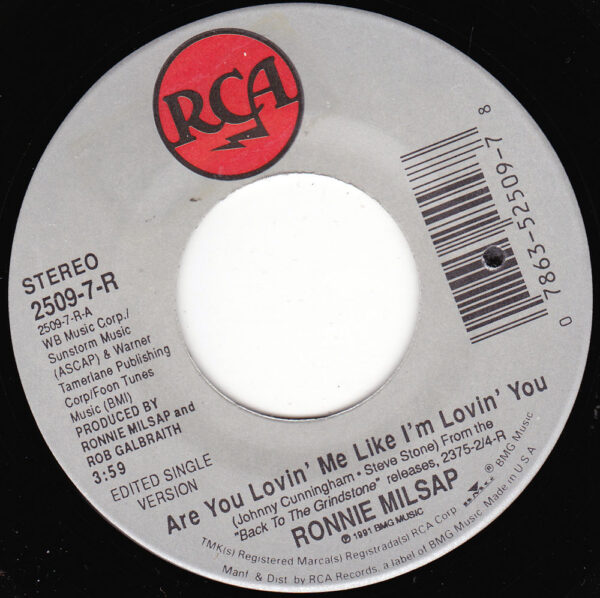 RCA
0 7863-52509-7 8
STEREO
2509-7-R
2509-7-R-A
WB Music Corp./
Sunstorm Music
(ASCAP) & Warner
Tamerlane Publishing
Corp/Foon Tunes
Music (BMI)
PRODUCED BY
RONNIE MILSAP and
ROB GALBRAITH
3:59
EDITED SINGLE
VERSION
Are You Lovin' Me Like I'm Lovin' You
(Johnny Cunningham • Steve Stone) From the
"Back To The Grindstone" releases, 2375-2/4-R
RONNIE MILSAP
℗ 1991 BMG MUSIC
TMK(s) Registered Marca(s) Registrada(s) RCA Corp. ® BMG Music
Manf & Dist by RCA Records, a label of BMG Music Made in U.S.A